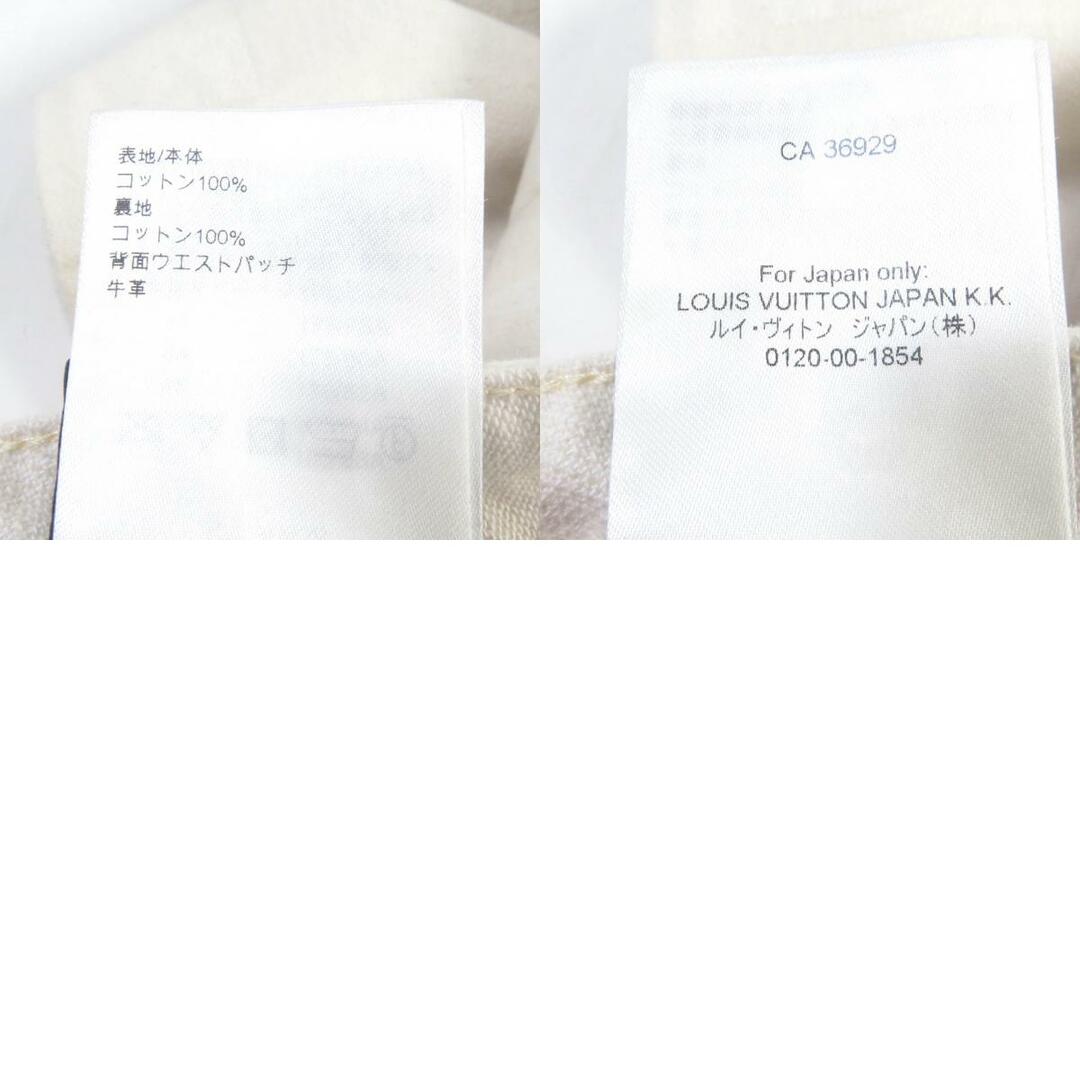 表地/本体
コットン100%
裏地
コットン100%
背面ウエストパッチ
牛革
CA 36929
For Japan only:
LOUIS VUITTON JAPAN K.K.
ルイ・ヴィトン ジャパン(株)
0120-00-1854